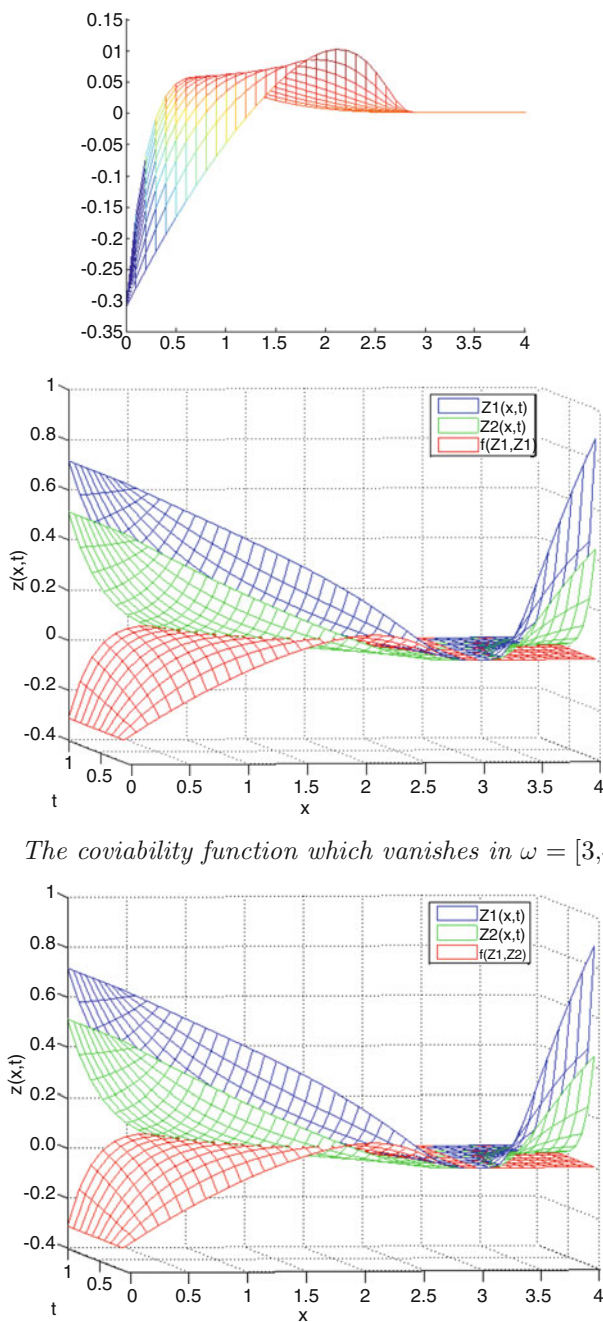 0.15
01
0.05
0
-0.05
-0.1
-0.15
-0.2
-0.25
-0.3
-0.35
0 0.5 1 1.5 2 2.5 3 3.5 4
1
0.8
0.6
0.4
0.2
0
-0.2
-0.4
z(x,t)
Z1(x,t)
Z2(x,t)
f(Z1,Z1)
1
0.5
t
0 0.5 1 1.5 2 2.5 3 3.5 4
x
The coviability function which vanishes in ω = [3,
1
0.8
0.6
0.4
0.2
0.0
-0.2
-0.4
z(x,t)
Z1(x,t)
Z2(x,t)
f(Z1,Z2)
1
0.5
t
0 0.5 1 1.5 2 2.5 3 3.5 4
x